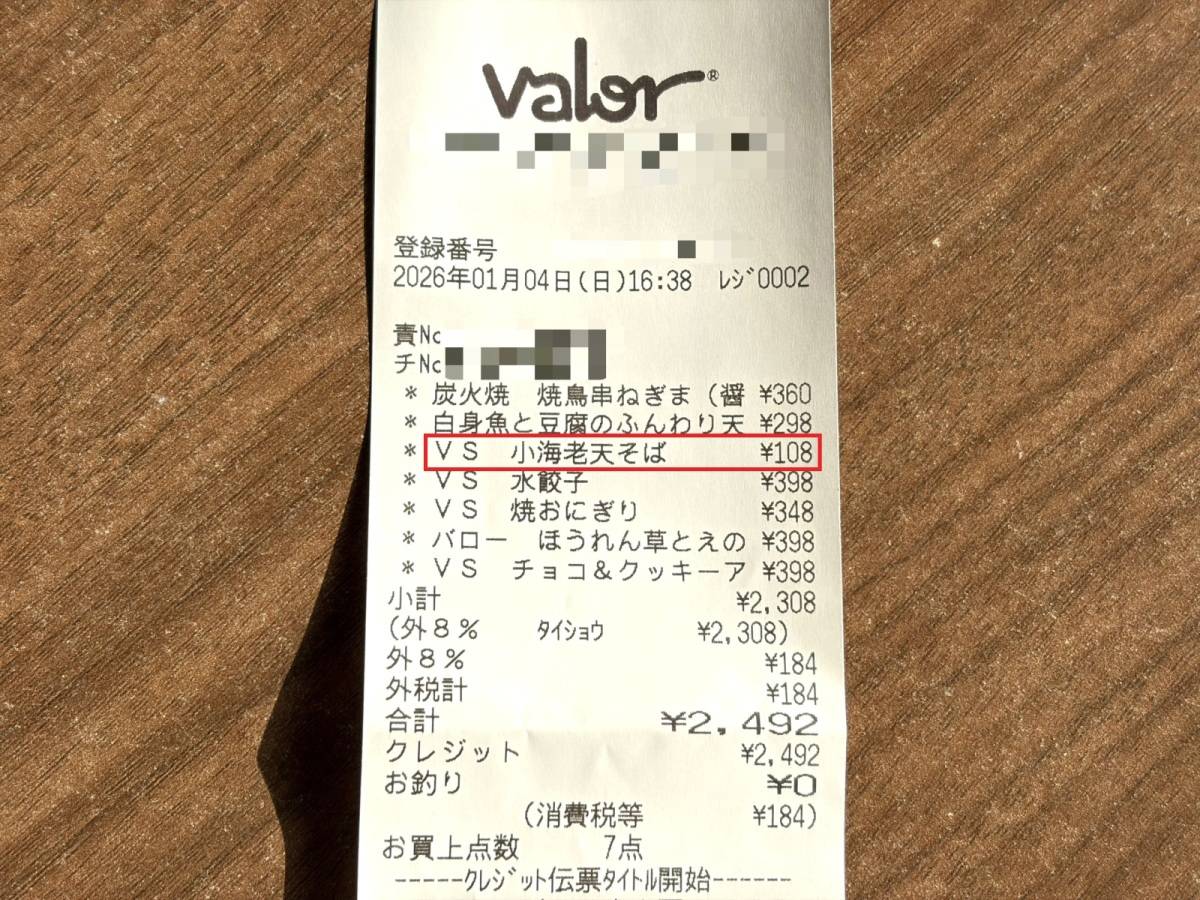 valor®
登録番号
2026年01月04日(日)16:38 ﾚｼﾞ0002
責No
チNo
* 炭火焼 焼鳥串ねぎま(醤 ¥360
* 白身魚と豆腐のふんわり天 ¥298
* VS 小海老天そば ¥108
* VS 水餃子 ¥398
* VS 焼おにぎり ¥348
* バロー ほうれん草とえの ¥398
* VS チョコ&クッキーア ¥398
小計 ¥2,308
(外8% ﾀｲｼｮｳ ¥2,308)
外8% ¥184
外税計 ¥184
合計 ¥2,492
クレジット ¥2,492
お釣り ¥0
(消費税等 ¥184)
お買上点数 7点
-----ｸﾚｼﾞｯﾄ伝票ﾀｲﾄﾙ開始------